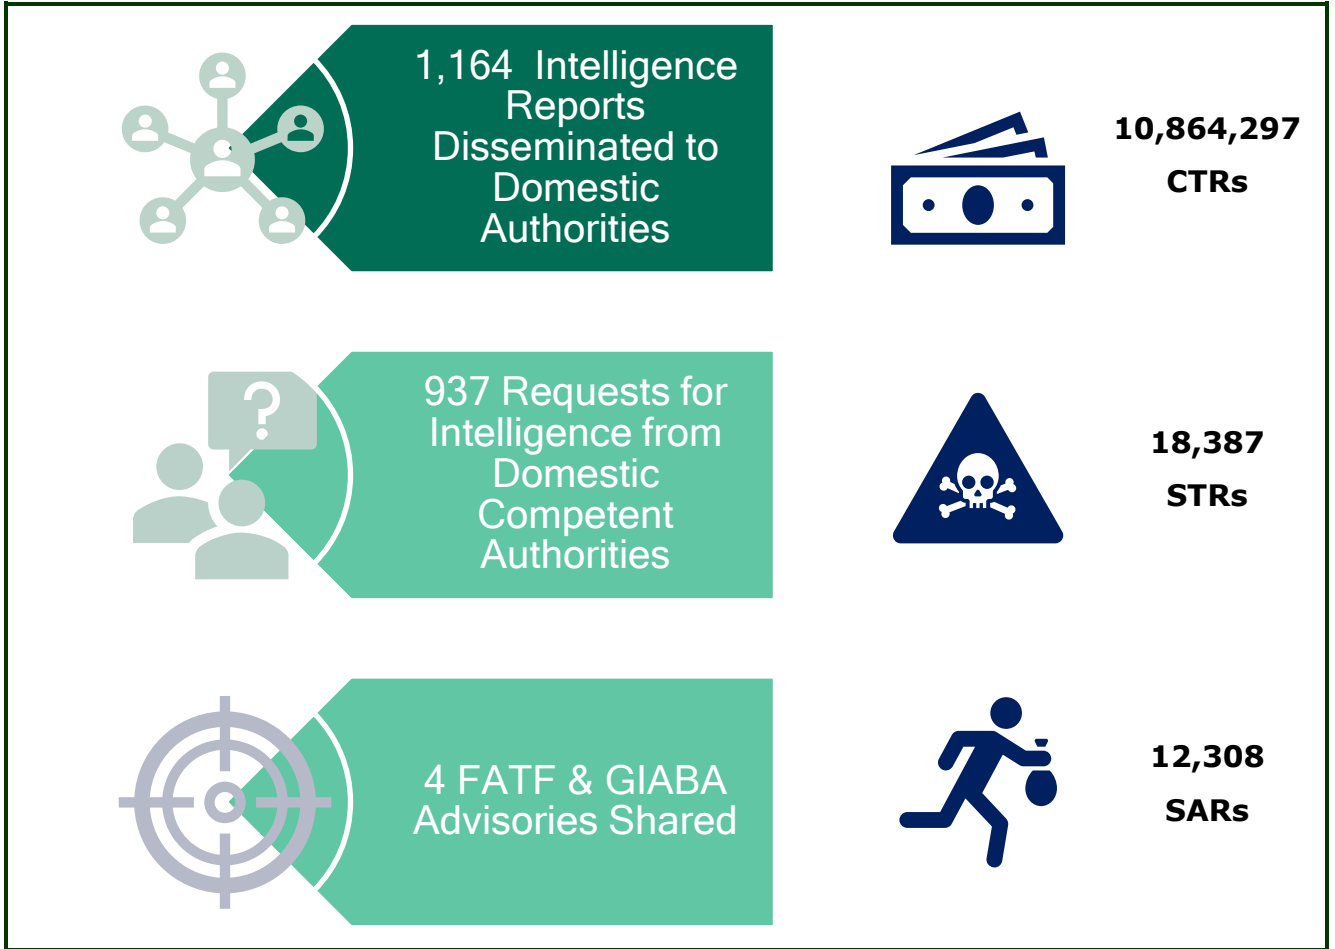 1,164 Intelligence
Reports
Disseminated to
Domestic
Authorities
10,864,297
CTRs
937 Requests for
Intelligence from
Domestic
Competent
Authorities
18,387
STRs
4 FATF & GIABA
Advisories Shared
12,308
SARs